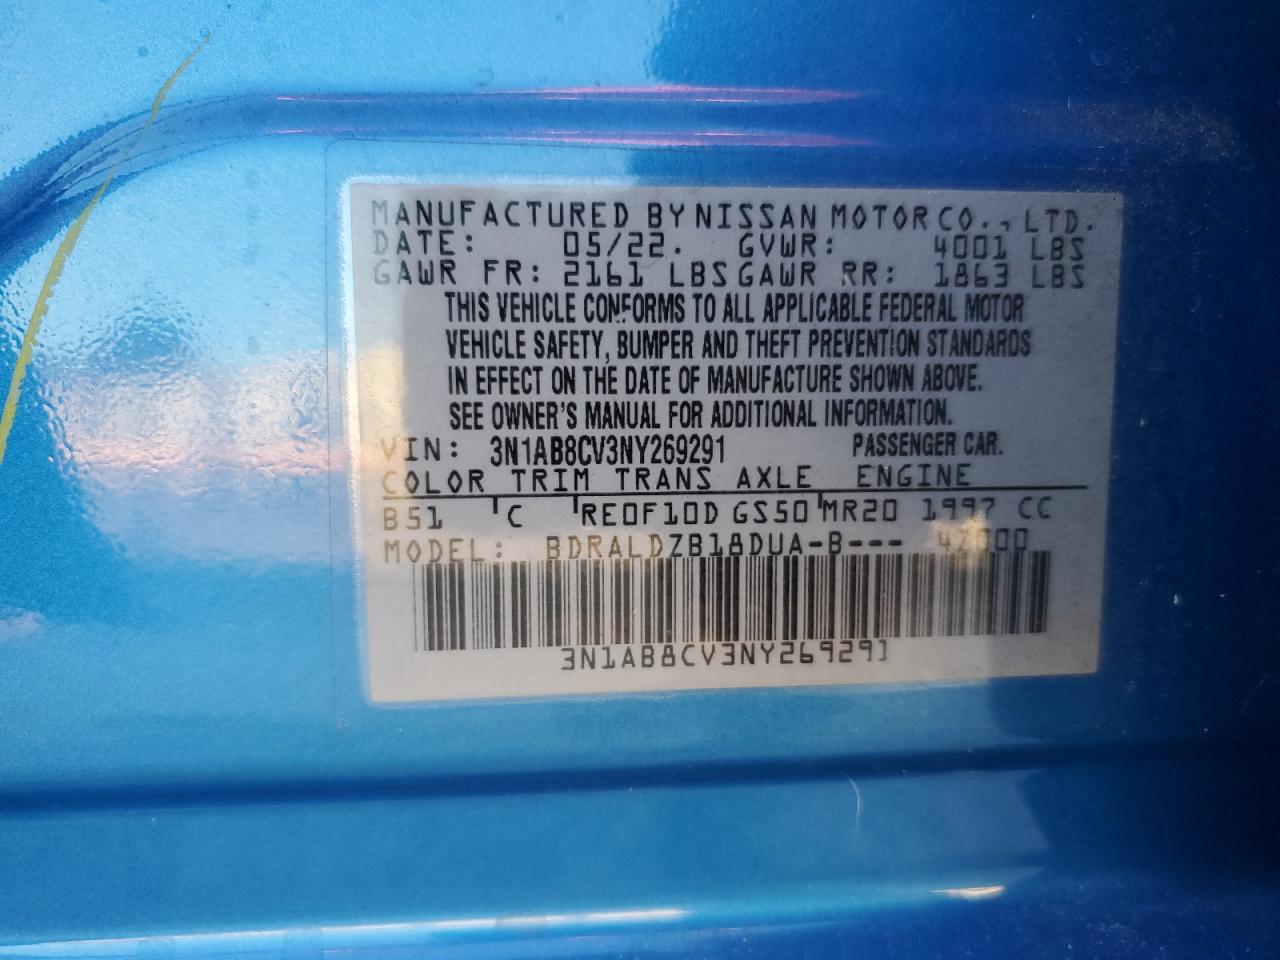 MANUFACTURED BY NISSAN MOTOR CO., LTD.
DATE: 05/22. GVWR: 4001 LBS
GAWR FR: 2161 LBS GAWR RR: 1863 LBS
THIS VEHICLE CONFORMS TO ALL APPLICABLE FEDERAL MOTOR
VEHICLE SAFETY, BUMPER AND THEFT PREVENTION STANDARDS
IN EFFECT ON THE DATE OF MANUFACTURE SHOWN ABOVE.
SEE OWNER'S MANUAL FOR ADDITIONAL INFORMATION.
VIN: 3N1AB8CV3NY269291 PASSENGER CAR.
COLOR TRIM TRANS AXLE ENGINE
B51 C RE0F10D GS50 MR20 1997 CC
MODEL: BDRALDZB18DUA-B---
3N1AB8CV3NY269291